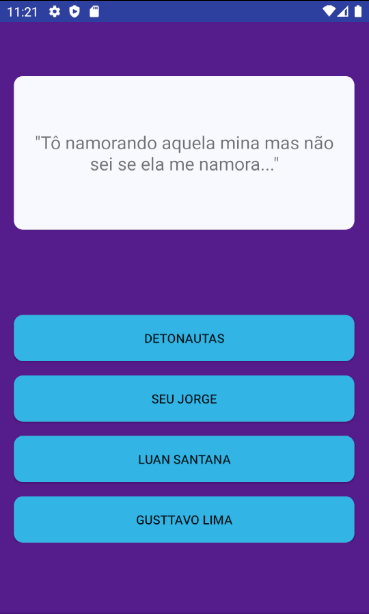 11:21
"Tô namorando aquela mina mas não
sei se ela me namora..."
DETONAUTAS
SEU JORGE
LUAN SANTANA
GUSTTAVO LIMA